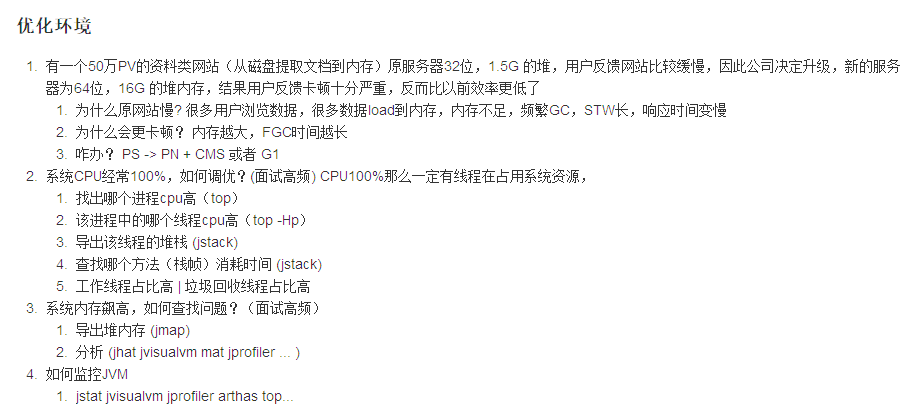 优化环境
1. 有一个50万PV的资料类网站（从磁盘提取文档到内存）原服务器32位，1.5G 的堆，用户反馈网站比较缓慢，因此公司决定升级，新的服务
器为64位，16G 的堆内存，结果用户反馈卡顿十分严重，反而比以前效率更低了
1. 为什么原网站慢? 很多用户浏览数据，很多数据load到内存，内存不足，频繁GC，STW长，响应时间变慢
2. 为什么会更卡顿？ 内存越大，FGC时间越长
3. 咋办？ PS -> PN + CMS 或者 G1
2. 系统CPU经常100%，如何调优？(面试高频) CPU100%那么一定有线程在占用系统资源，
1. 找出哪个进程cpu高（top）
2. 该进程中的哪个线程cpu高（top -Hp）
3. 导出该线程的堆栈 (jstack)
4. 查找哪个方法（栈帧）消耗时间 (jstack)
5. 工作线程占比高 | 垃圾回收线程占比高
3. 系统内存飙高，如何查找问题？（面试高频）
1. 导出堆内存 (jmap)
2. 分析 (jhat jvisualvm mat jprofiler ... )
4. 如何监控JVM
1. jstat jvisualvm jprofiler arthas top...